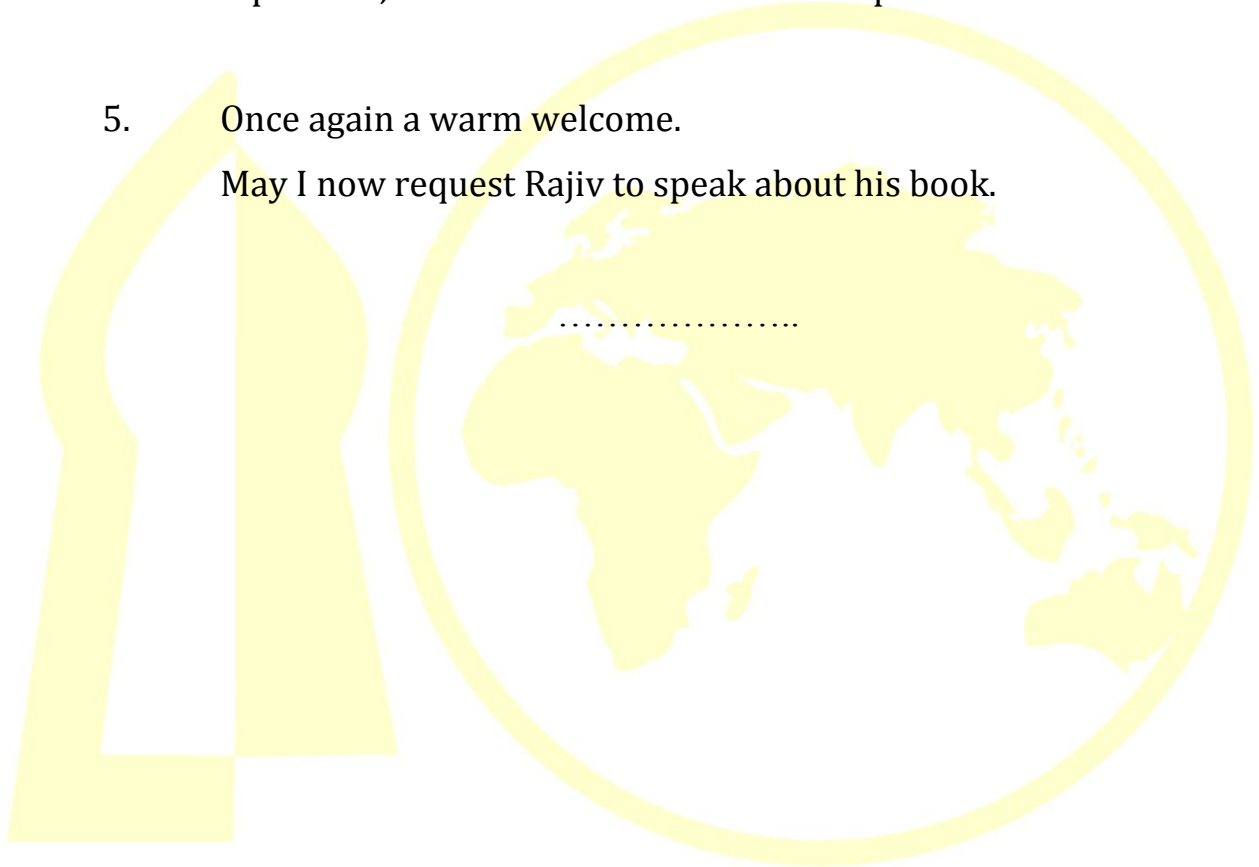 5. Once again a warm welcome.
May I now request Rajiv to speak about his book.
…………………..